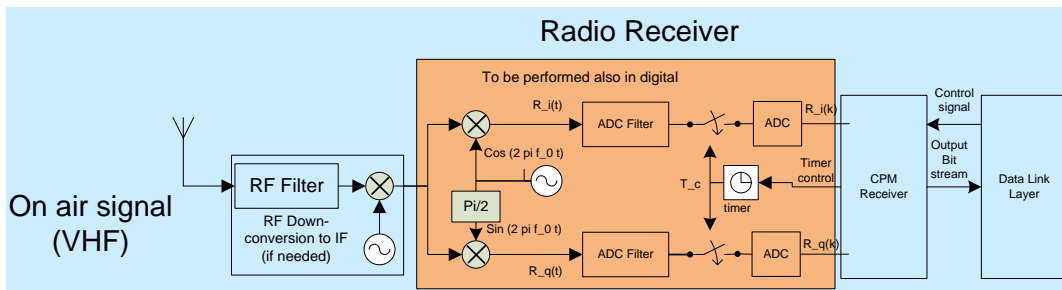 Radio Receiver
To be performed also in digital
R_i(t)
ADC Filter
ADC
R_i(k)
Control
signal
Cos (2 pi f_0 t)
Output
Bit
stream
RF Filter
T_c
Timer
control
CPM
Receiver
Data Link
Layer
On air signal
(VHF)
Pi/2
timer
RF Down-
conversion to IF
(if needed)
Sin (2 pi f_0 t)
R_q(t)
ADC Filter
ADC
R_q(k)